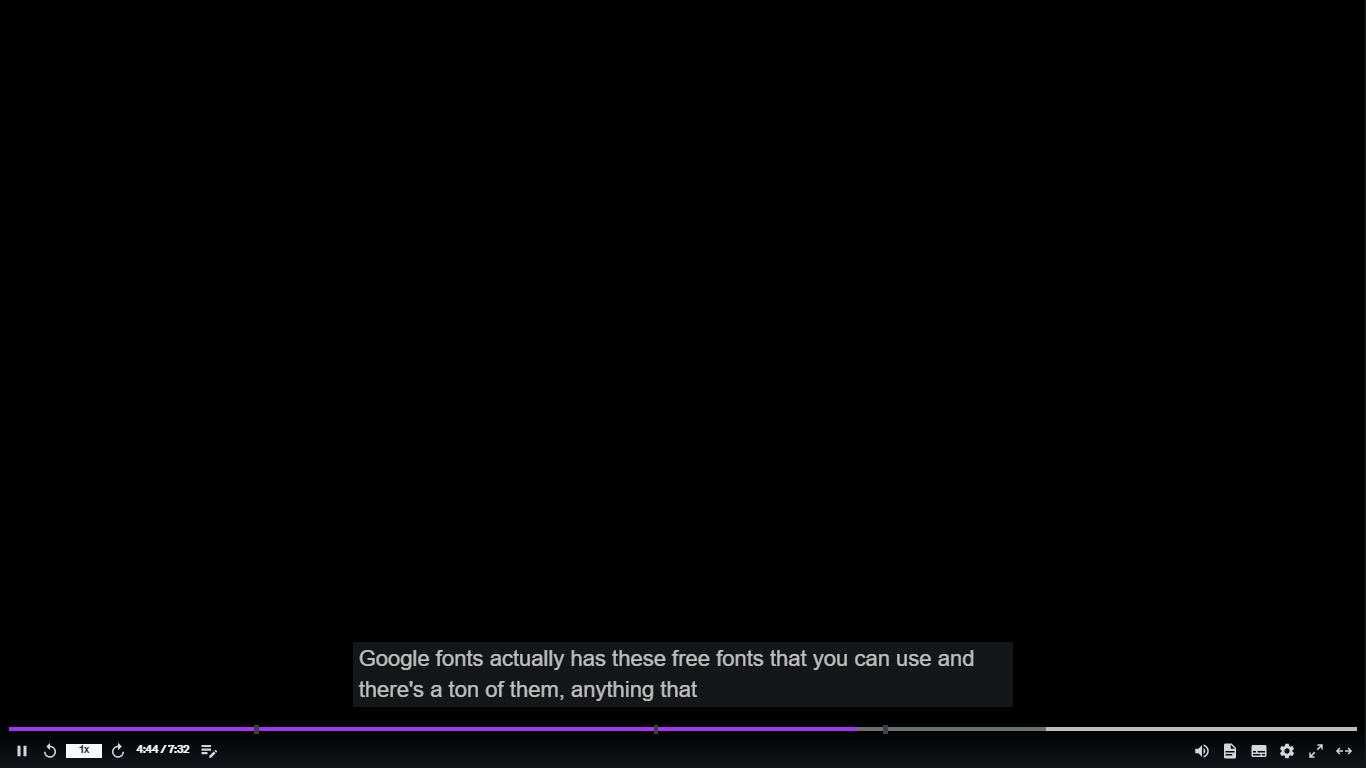 Google fonts actually has these free fonts that you can use and
there's a ton of them, anything that
1x
4:44 / 7:32